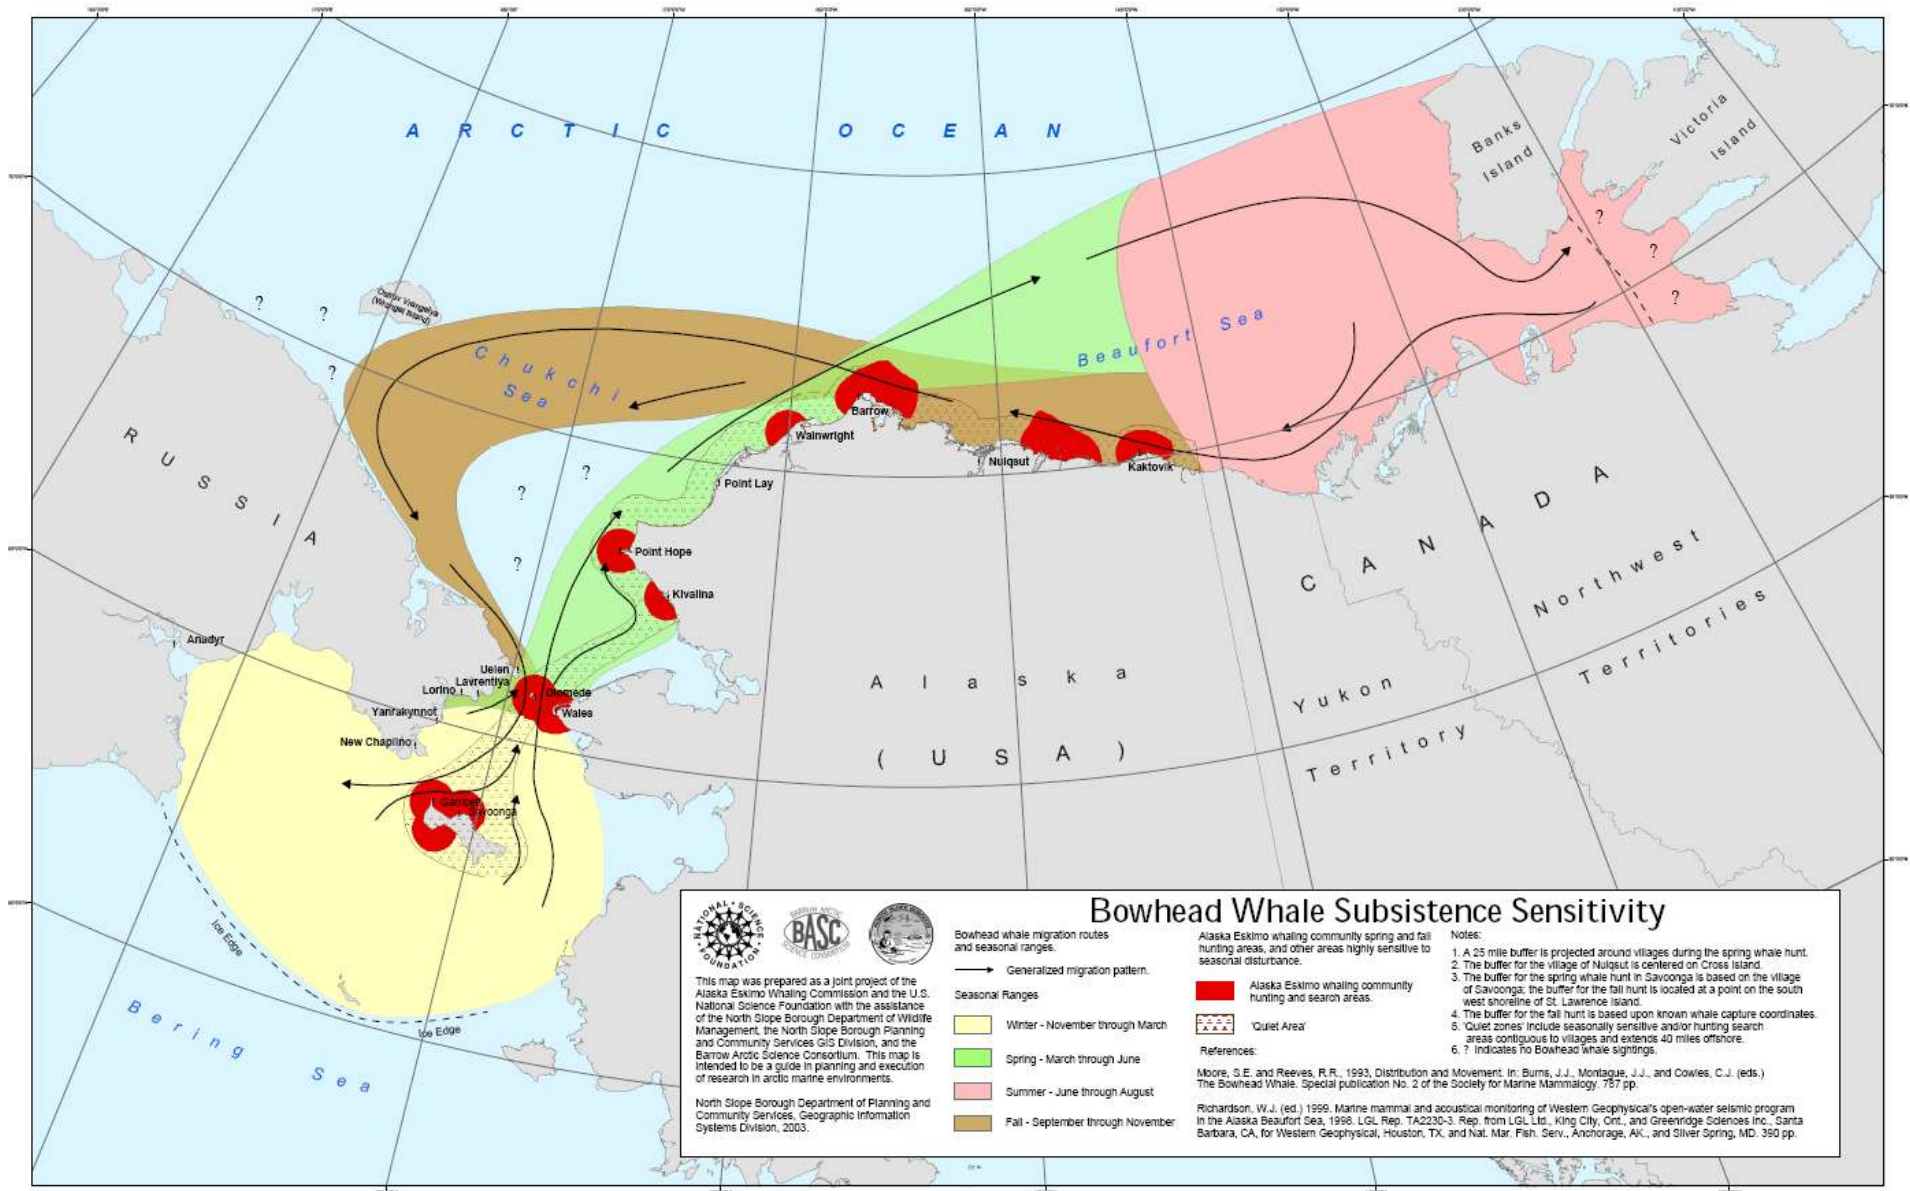 ARCTIC OCEAN
Banks
Island
Victoria
Island
Ostrov Vrangelya
(Wrangel Island)
?
?
?
?
?
?
Chukchi
Sea
Beaufort Sea
?
?
?
RUSSIA
Barrow
Wainwright
Nuiqsut
Kaktovik
Point Lay
Point Hope
Kivalina
CANADA
Northwest
Territories
Yukon
Territory
Alaska
(USA)
Anadyr
Uelen
Lavrentiya
Lorino
Yanrakynnot
New Chaplino
Diomede
Wales
Gambell
Savoonga
Ice Edge
Ice Edge
Bering Sea
Bowhead Whale Subsistence Sensitivity
NATIONAL SCIENCE
FOUNDATION
BARROW ARCTIC
BASC
SCIENCE CONSORTIUM
This map was prepared as a joint project of the
Alaska Eskimo Whaling Commission and the U.S.
National Science Foundation with the assistance
of the North Slope Borough Department of Wildlife
Management, the North Slope Borough Planning
and Community Services GIS Division, and the
Barrow Arctic Science Consortium. This map is
intended to be a guide in planning and execution
of research in arctic marine environments.
North Slope Borough Department of Planning and
Community Services, Geographic Information
Systems Division, 2003.
Bowhead whale migration routes
and seasonal ranges.
Generalized migration pattern.
Seasonal Ranges
Winter - November through March
Spring - March through June
Summer - June through August
Fall - September through November
Alaska Eskimo whaling community spring and fall
hunting areas, and other areas highly sensitive to
seasonal disturbance.
Alaska Eskimo whaling community
hunting and search areas.
'Quiet Area'
References:
Moore, S.E. and Reeves, R.R., 1993, Distribution and Movement. In: Burns, J.J., Montague, J.J., and Cowles, C.J. (eds.)
The Bowhead Whale. Special publication No. 2 of the Society for Marine Mammalogy. 787 pp.
Richardson, W.J. (ed.) 1999. Marine mammal and acoustical monitoring of Western Geophysical's open-water seismic program
in the Alaska Beaufort Sea, 1998. LGL Rep. TA2230-3. Rep. from LGL Ltd., King City, Ont., and Greenridge Sciences Inc., Santa
Barbara, CA, for Western Geophysical, Houston, TX, and Nat. Mar. Fish. Serv., Anchorage, AK., and Silver Spring, MD. 390 pp.
Notes:
1. A 25 mile buffer is projected around villages during the spring whale hunt.
2. The buffer for the village of Nuiqsut is centered on Cross Island.
3. The buffer for the spring whale hunt in Savoonga is based on the village
of Savoonga; the buffer for the fall hunt is located at a point on the south
west shoreline of St. Lawrence Island.
4. The buffer for the fall hunt is based upon known whale capture coordinates.
5. 'Quiet zones' include seasonally sensitive and/or hunting search
areas contiguous to villages and extends 40 miles offshore.
6. ? Indicates no Bowhead whale sightings.